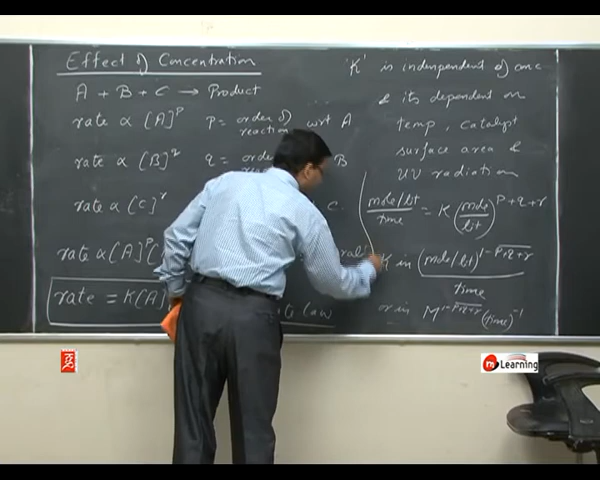 Effect of Concentration
A + B + C → Product
rate ∝ [A]^p p = order of reaction wrt A
rate ∝ [B]^q q = order B
rate ∝ [C]^r C.
rate ∝ [A]^p
rate = K[A] law
'K' is independent of conc
& its dependent on
temp, catalyst
surface area &
UV radiation
mole/lit / time = K (mole/lit)^p+q+r
K in (mole/lit)^1-p+q+r / time
or in M^1-p+q+r (time)^-1
m Learning